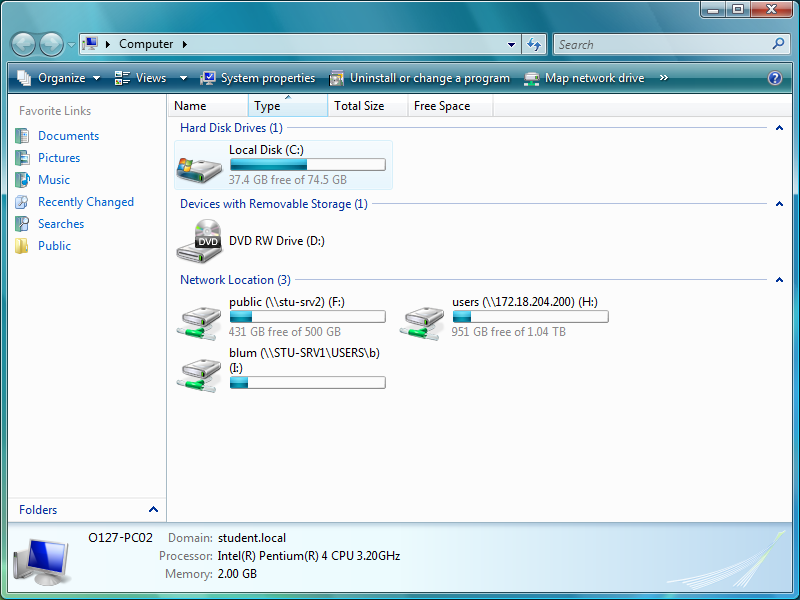 Computer
Search
Organize Views System properties Uninstall or change a program Map network drive »
?
Favorite Links
Documents
Pictures
Music
Recently Changed
Searches
Public
Folders
Name Type Total Size Free Space
Hard Disk Drives (1)
Local Disk (C:)
37.4 GB free of 74.5 GB
Devices with Removable Storage (1)
DVD
DVD RW Drive (D:)
Network Location (3)
public (\\stu-srv2) (F:)
431 GB free of 500 GB
users (\\172.18.204.200) (H:)
951 GB free of 1.04 TB
blum (\\STU-SRV1\USERS\b)
(I:)
O127-PC02 Domain: student.local
Processor: Intel(R) Pentium(R) 4 CPU 3.20GHz
Memory: 2.00 GB